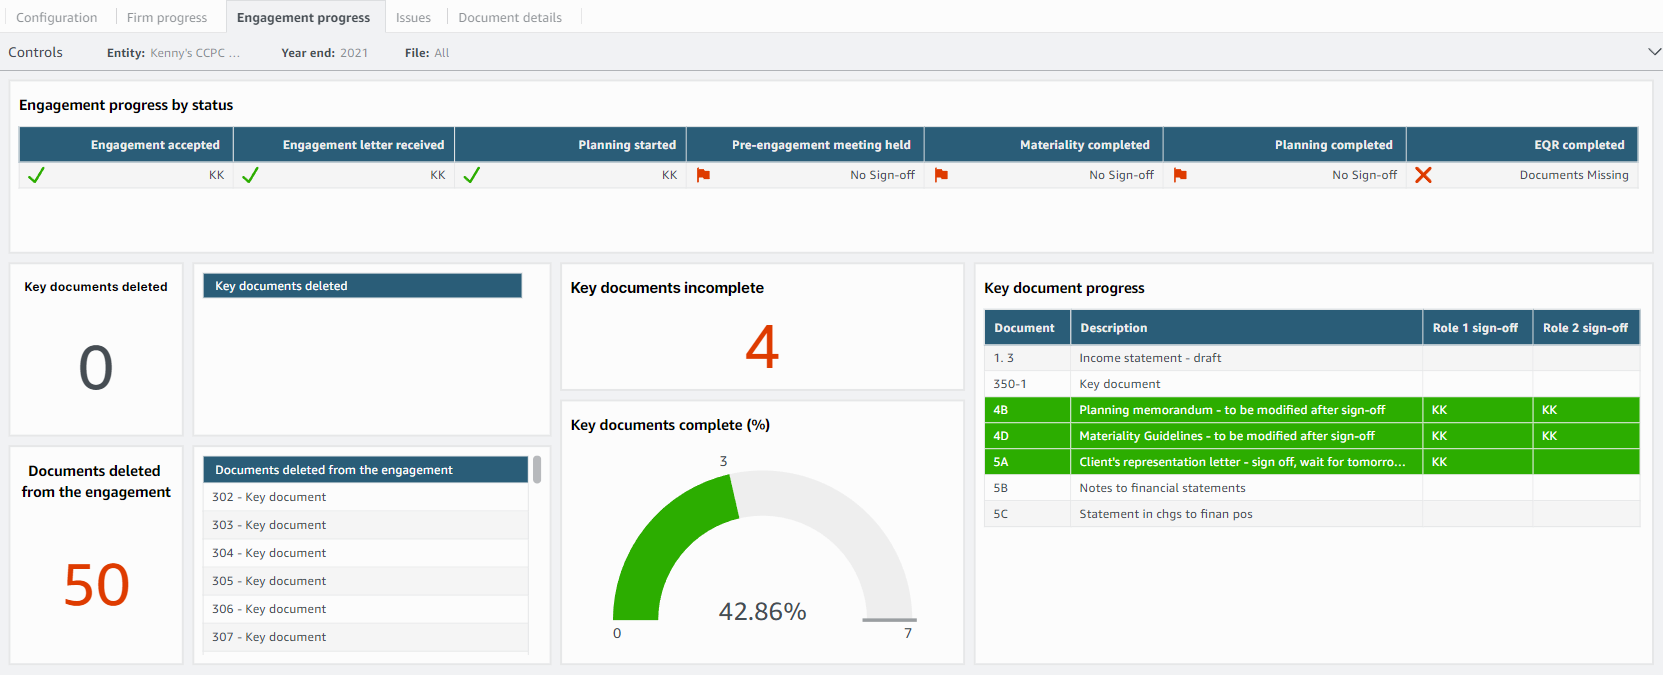 Configuration
Firm progress
Engagement progress
Issues
Document details
Controls
Entity: Kenny's CCPC ...
Year end: 2021
File: All
Engagement progress by status
Engagement accepted
Engagement letter received
Planning started
Pre-engagement meeting held
Materiality completed
Planning completed
EQR completed
KK
KK
KK
No Sign-off
No Sign-off
No Sign-off
Documents Missing
Key documents deleted
0
Key documents deleted
Documents deleted
from the engagement
50
Documents deleted from the engagement
302 - Key document
303 - Key document
304 - Key document
305 - Key document
306 - Key document
307 - Key document
Key documents incomplete
4
Key documents complete (%)
3
42.86%
0
7
Key document progress
Document Description Role 1 sign-off Role 2 sign-off
1. 3 Income statement - draft
350-1 Key document
4B Planning memorandum - to be modified after sign-off KK KK
4D Materiality Guidelines - to be modified after sign-off KK KK
5A Client's representation letter - sign off, wait for tomorro... KK
5B Notes to financial statements
5C Statement in chgs to finan pos